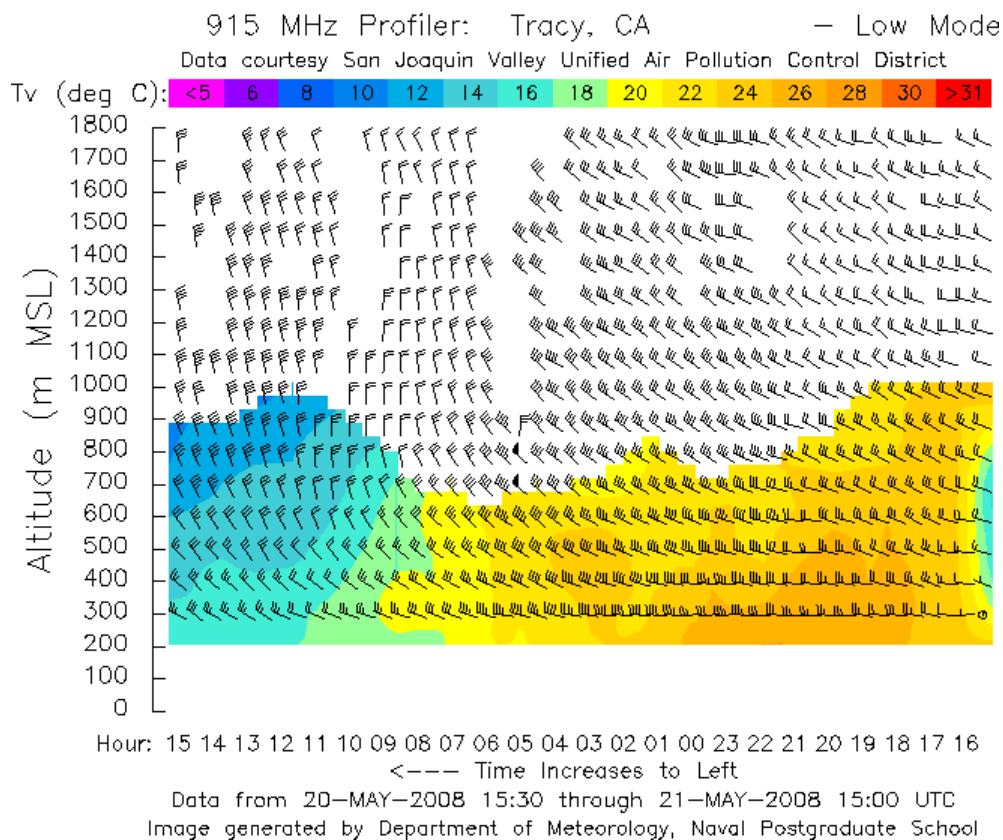 915 MHz Profiler: Tracy, CA — Low Mode
Data courtesy San Joaquin Valley Unified Air Pollution Control District
Tv (deg C): <5 6 8 10 12 14 16 18 20 22 24 26 28 30 >31
1800
1700
1600
1500
1400
1300
1200
1100
1000
900
800
700
600
500
400
300
200
100
0
Altitude (m MSL)
Hour: 15 14 13 12 11 10 09 08 07 06 05 04 03 02 01 00 23 22 21 20 19 18 17 16
<——— Time Increases to Left
Data from 20-MAY-2008 15:30 through 21-MAY-2008 15:00 UTC
Image generated by Department of Meteorology, Naval Postgraduate School